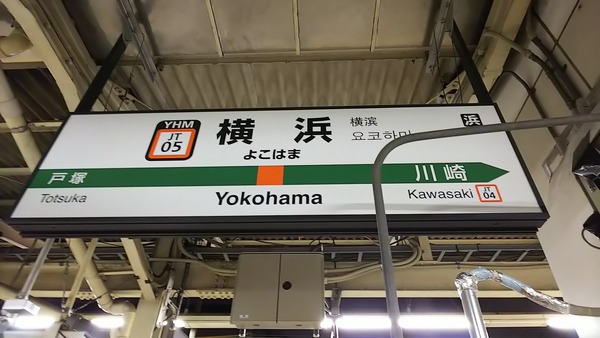 YHM
JT
05
横浜
横滨
요코하마
浜
よこはま
戸塚
川崎
Totsuka
Yokohama
Kawasaki
JT
04